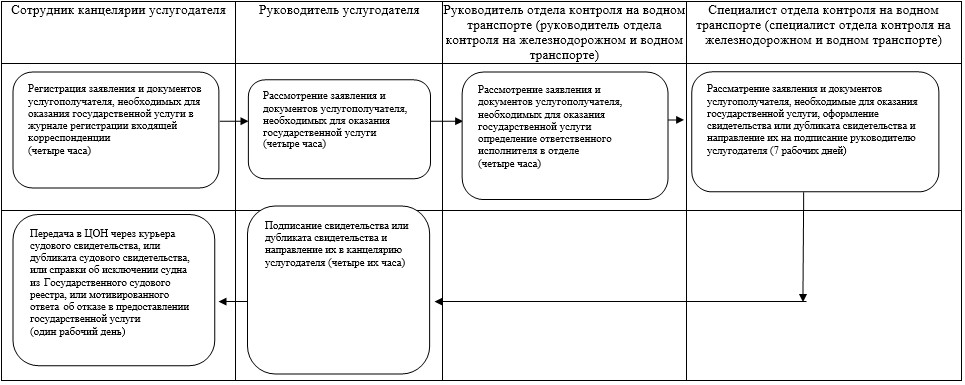 Сотрудник канцелярии услугодателя
Руководитель услугодателя
Руководитель отдела контроля на водном
транспорте (руководитель отдела
контроля на железнодорожном и водном
транспорте)
Специалист отдела контроля на водном
транспорте (специалист отдела контроля на
железнодорожном и водном транспорте)
Регистрация заявления и документов
услугополучателя, необходимых для
оказания государственной услуги в
журнале регистрации входящей
корреспонденции
(четыре часа)
Рассмотрение заявления и
документов услугополучателя,
необходимых для оказания
государственной услуги
(четыре часа)
Рассмотрение заявления и
документов услугополучателя,
необходимых для оказания
государственной услуги
определение ответственного
исполнителя в отделе
(четыре часа)
Рассматрение заявления и документов
услугополучателя, необходимые для оказания
государственной услуги, оформление
свидетельства или дубликата свидетельства и
направление их на подписание руководителю
услугодателя (7 рабочих дней)
Передача в ЦОН через курьера
судового свидетельства, или
дубликата судового свидетельства,
или справки об исключении судна
из Государственного судового
реестра, или мотивированного
ответа об отказе в предоставлении
государственной услуги
(один рабочий день)
Подписание свидетельства или
дубликата свидетельства и
направление их в канцелярию
услугодателя (четыре их часа)